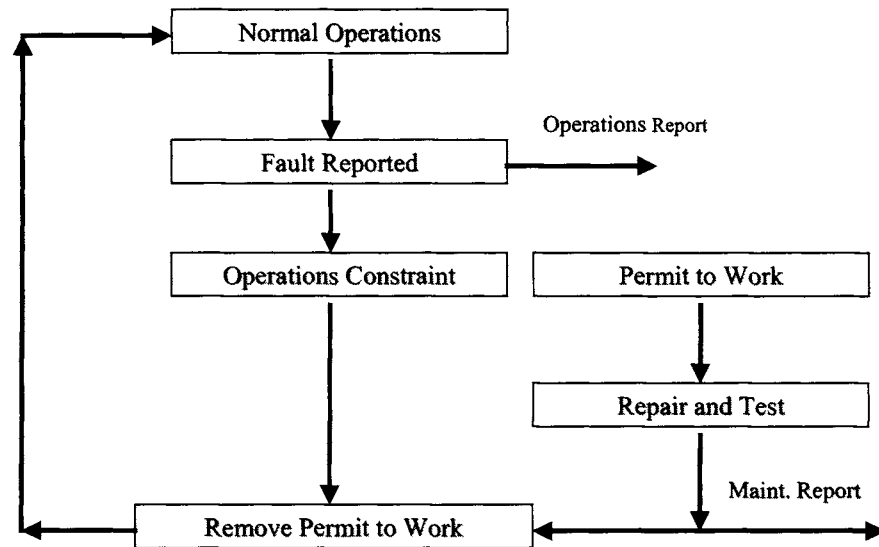 Normal Operations
Operations Report
Fault Reported
Operations Constraint
Permit to Work
Repair and Test
Maint. Report
Remove Permit to Work